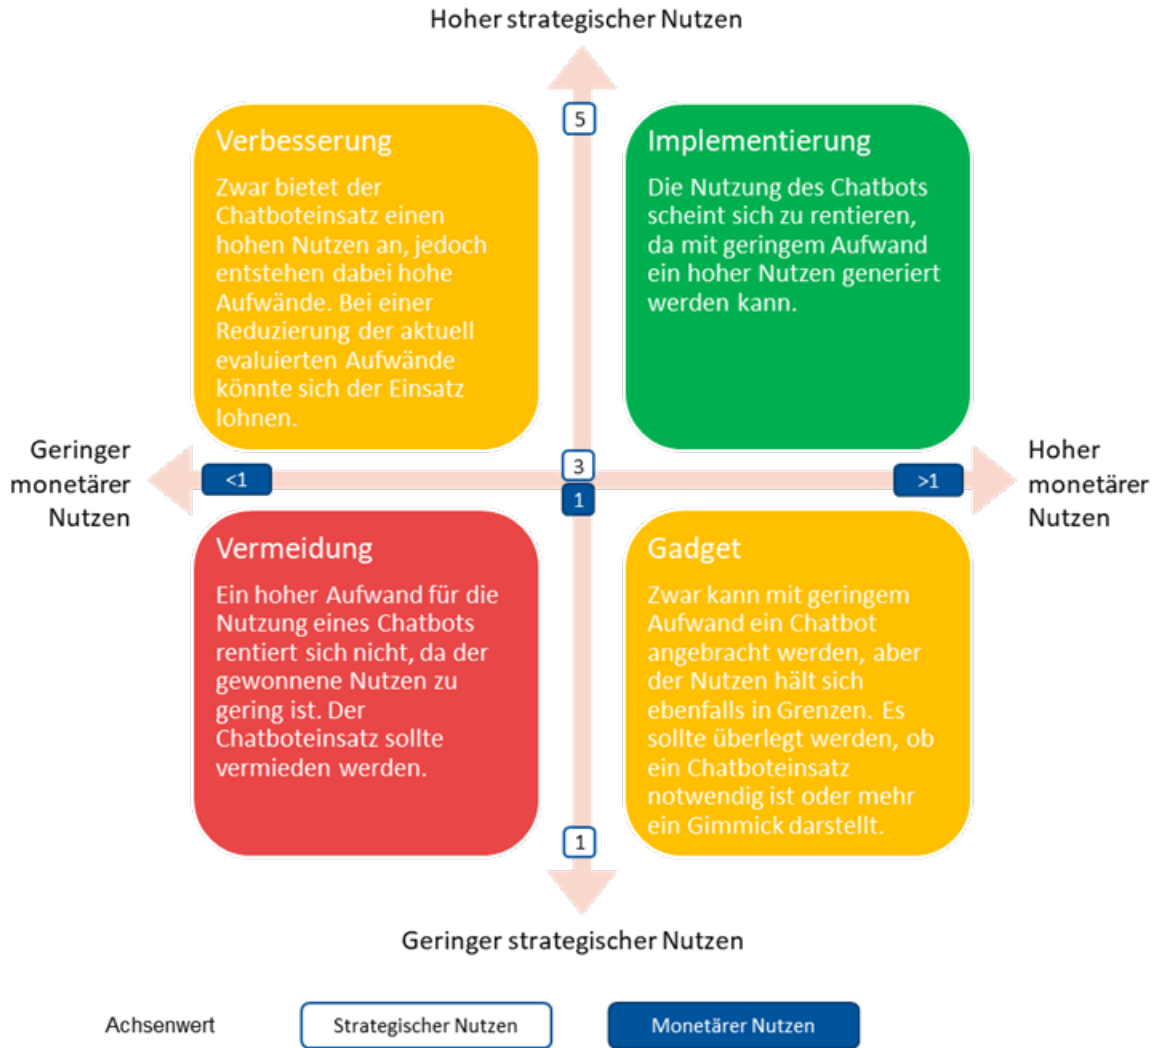 Hoher strategischer Nutzen
5
Verbesserung
Zwar bietet der
Chatboteinsatz einen
hohen Nutzen an, jedoch
entstehen dabei hohe
Aufwände. Bei einer
Reduzierung der aktuell
evaluierten Aufwände
könnte sich der Einsatz
lohnen.
Implementierung
Die Nutzung des Chatbots
scheint sich zu rentieren,
da mit geringem Aufwand
ein hoher Nutzen generiert
werden kann.
Geringer
monetärer
Nutzen
<1
3
1
>1
Hoher
monetärer
Nutzen
Vermeidung
Ein hoher Aufwand für die
Nutzung eines Chatbots
rentiert sich nicht, da der
gewonnene Nutzen zu
gering ist. Der
Chatboteinsatz sollte
vermieden werden.
Gadget
Zwar kann mit geringem
Aufwand ein Chatbot
angebracht werden, aber
der Nutzen hält sich
ebenfalls in Grenzen. Es
sollte überlegt werden, ob
ein Chatboteinsatz
notwendig ist oder mehr
ein Gimmick darstellt.
1
Geringer strategischer Nutzen
Achsenwert
Strategischer Nutzen
Monetärer Nutzen